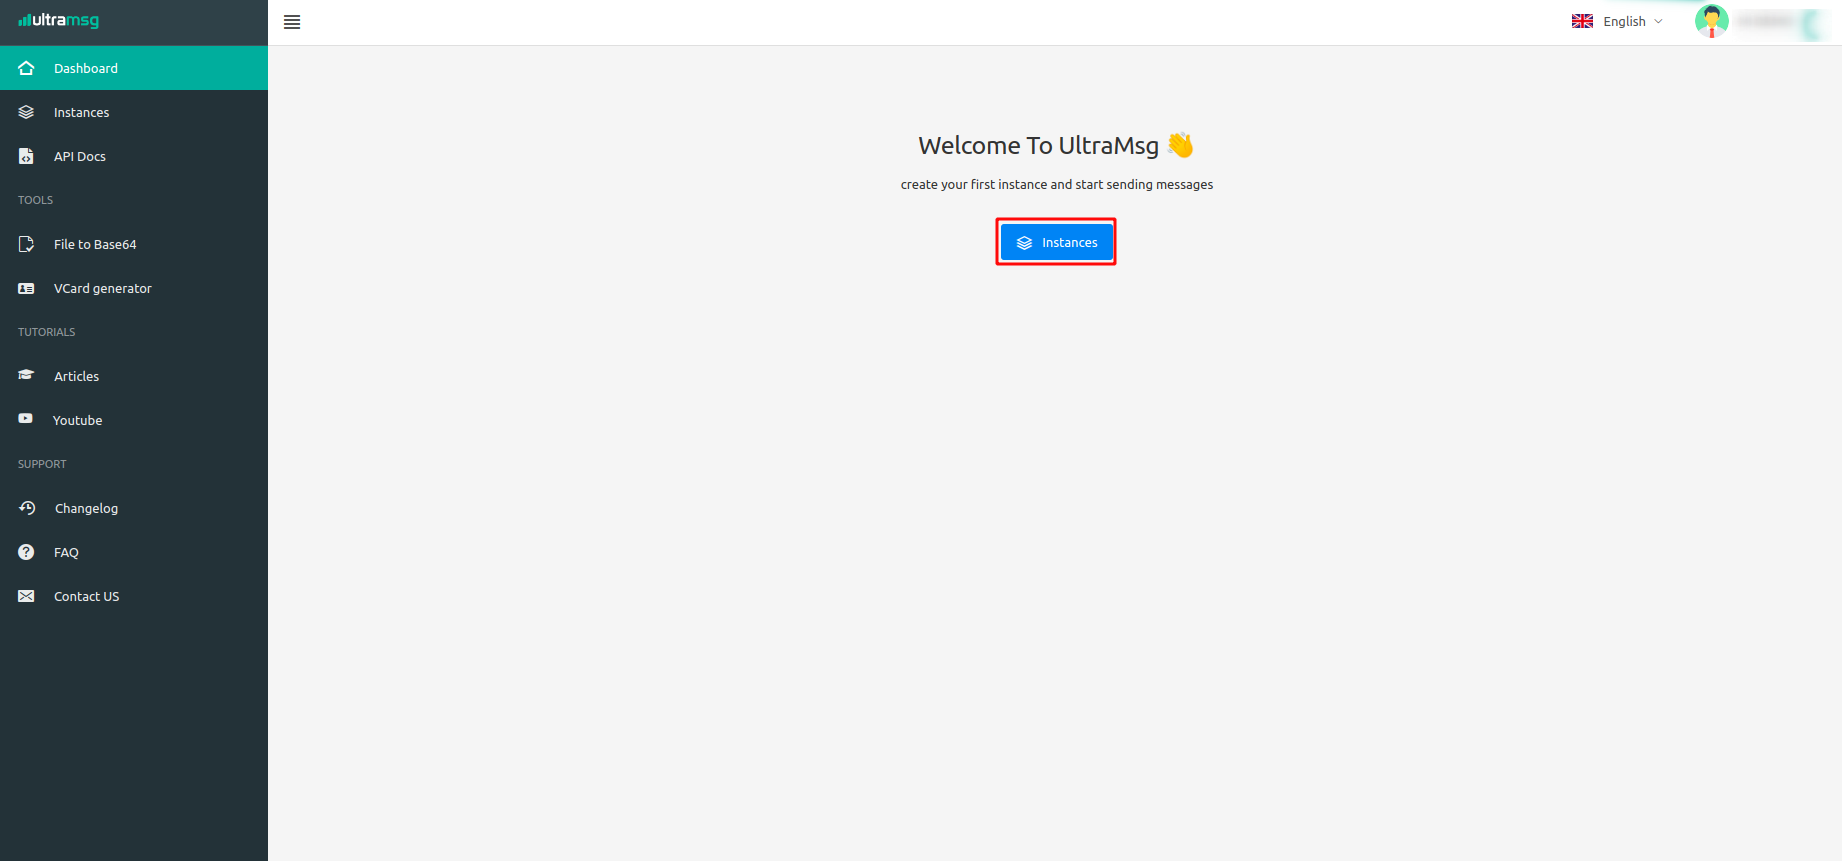 ultramsg
English
Dashboard
Instances
API Docs
TOOLS
File to Base64
VCard generator
TUTORIALS
Articles
Youtube
SUPPORT
Changelog
FAQ
Contact US
Welcome To UltraMsg 👋
create your first instance and start sending messages
Instances